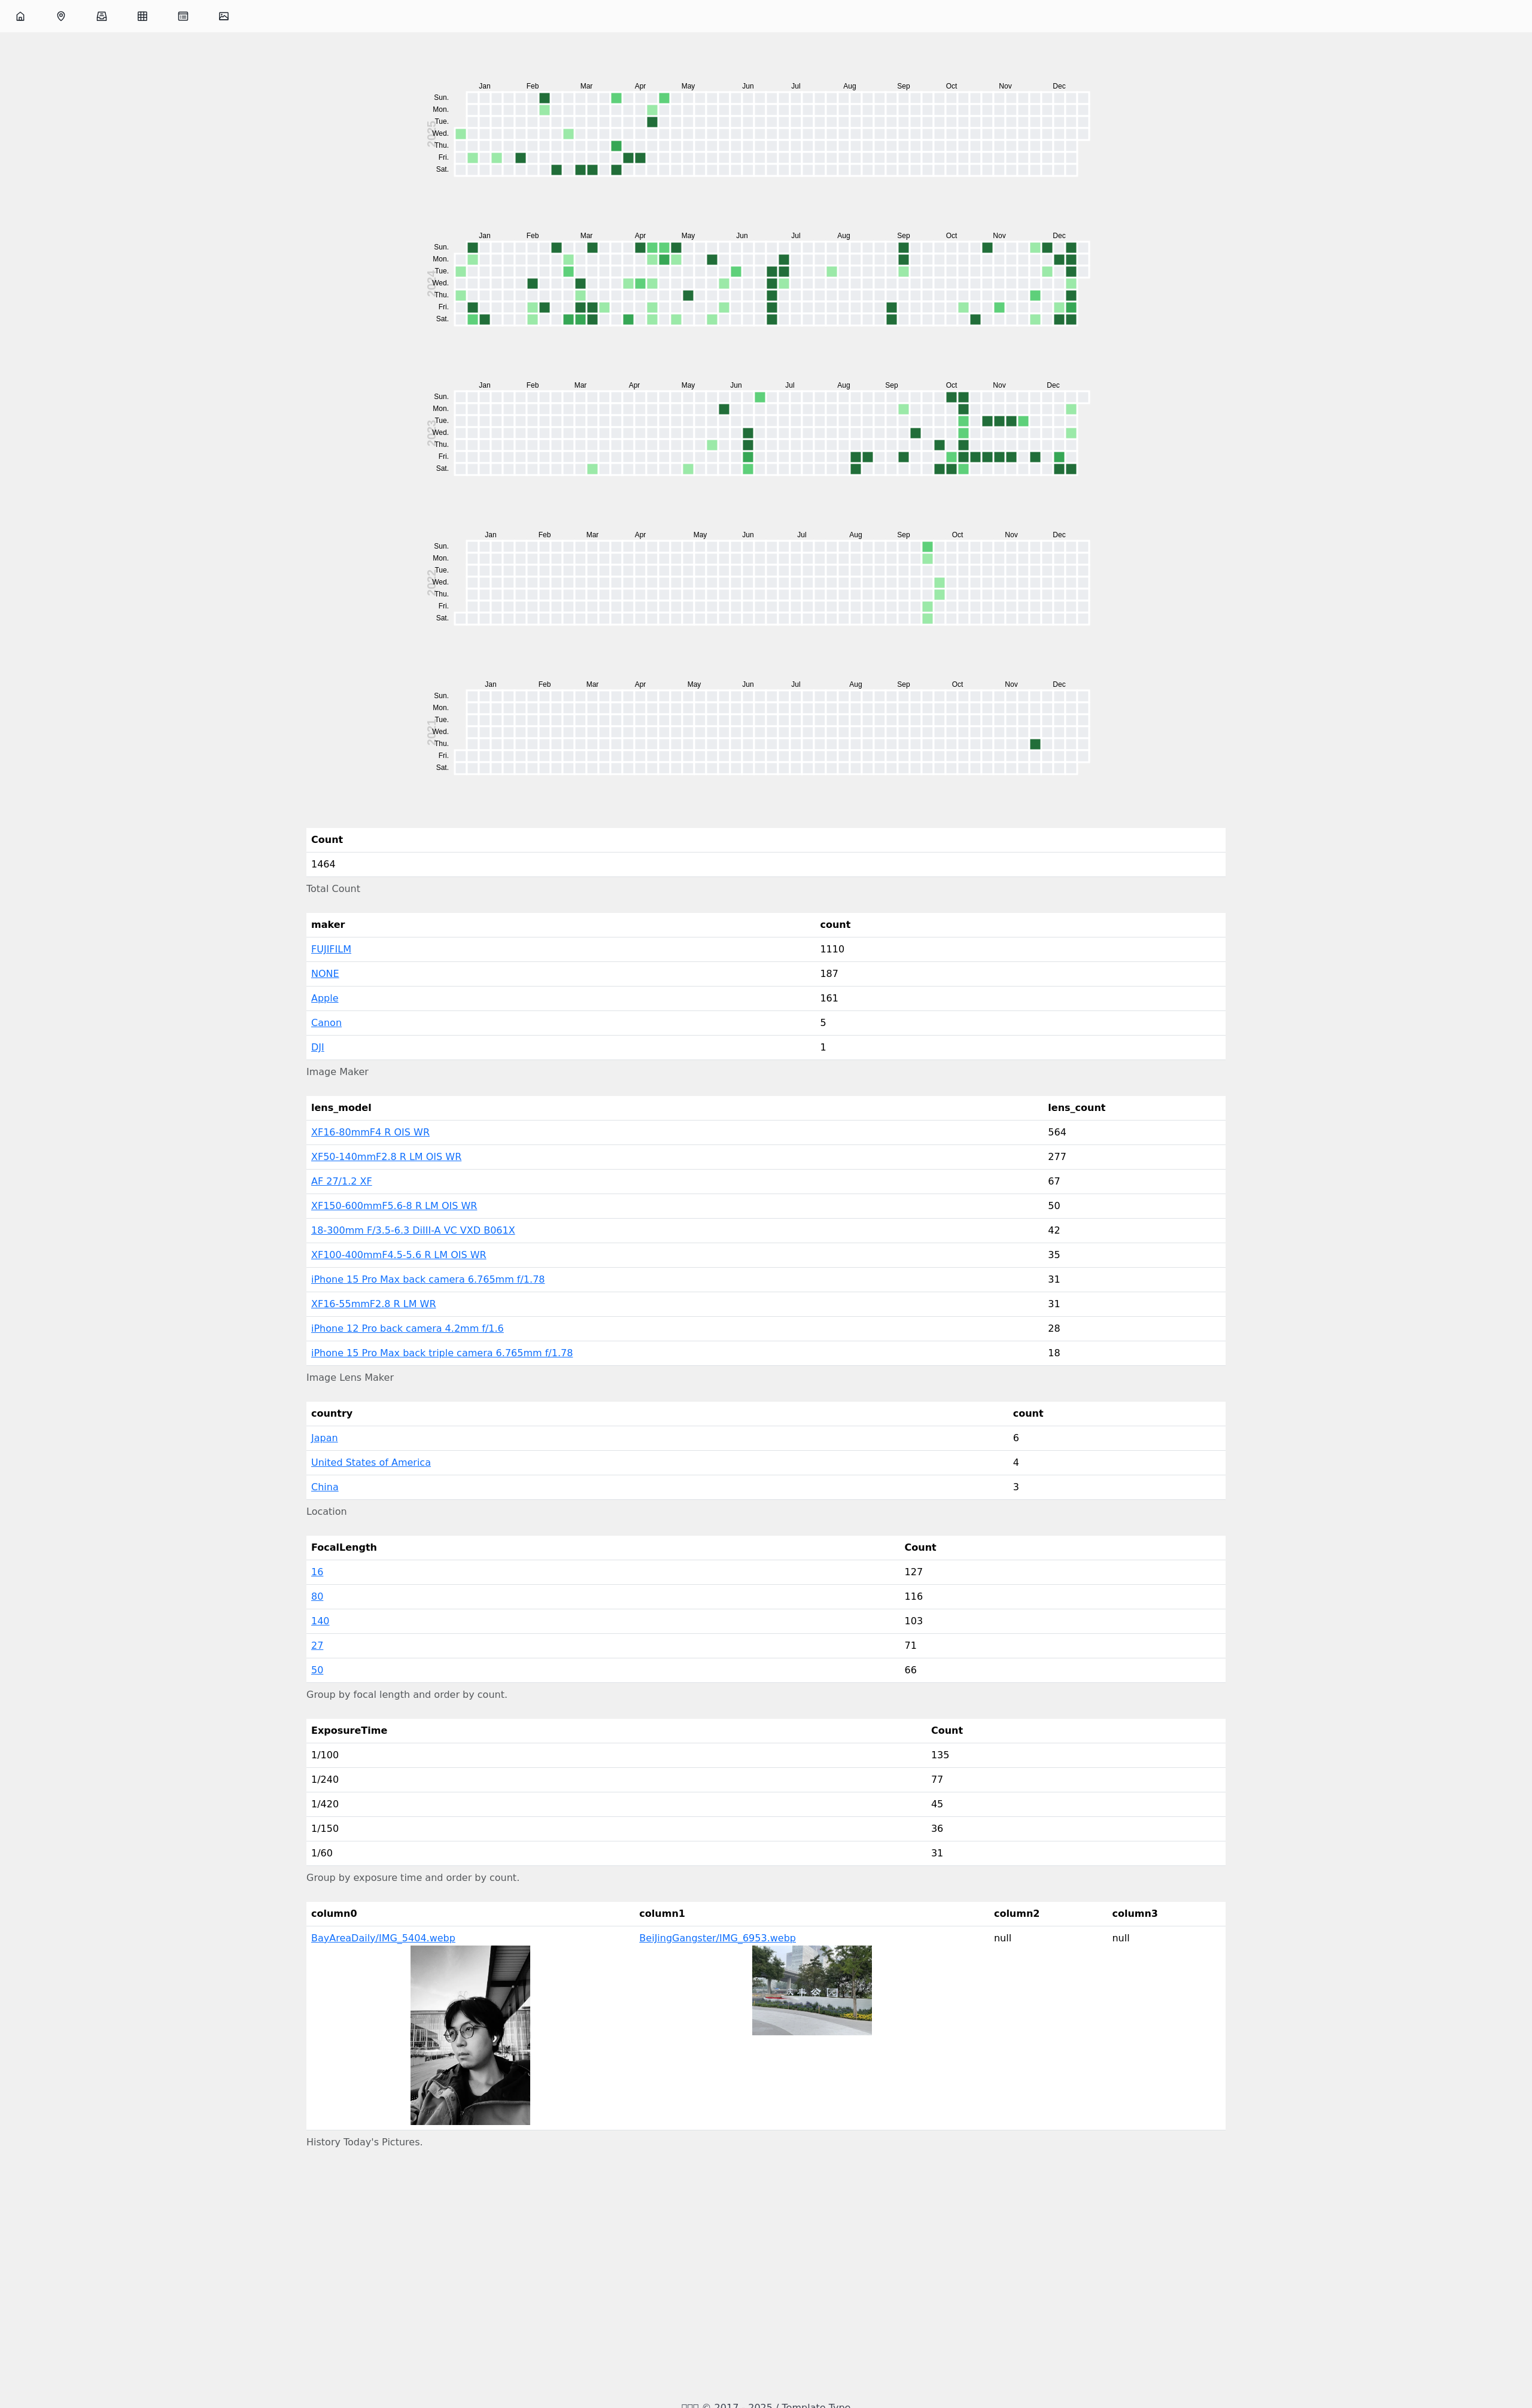 Jan Feb Mar Apr May Jun Jul Aug Sep Oct Nov Dec
2025
Sun.
Mon.
Tue.
Wed.
Thu.
Fri.
Sat.
Jan Feb Mar Apr May Jun Jul Aug Sep Oct Nov Dec
2024
Sun.
Mon.
Tue.
Wed.
Thu.
Fri.
Sat.
Jan Feb Mar Apr May Jun Jul Aug Sep Oct Nov Dec
2023
Sun.
Mon.
Tue.
Wed.
Thu.
Fri.
Sat.
Jan Feb Mar Apr May Jun Jul Aug Sep Oct Nov Dec
2022
Sun.
Mon.
Tue.
Wed.
Thu.
Fri.
Sat.
Jan Feb Mar Apr May Jun Jul Aug Sep Oct Nov Dec
2021
Sun.
Mon.
Tue.
Wed.
Thu.
Fri.
Sat.
Count
1464
Total Count
maker count
FUJIFILM 1110
NONE 187
Apple 161
Canon 5
DJI 1
Image Maker
lens_model lens_count
XF16-80mmF4 R OIS WR 564
XF50-140mmF2.8 R LM OIS WR 277
AF 27/1.2 XF 67
XF150-600mmF5.6-8 R LM OIS WR 50
18-300mm F/3.5-6.3 DiIII-A VC VXD B061X 42
XF100-400mmF4.5-5.6 R LM OIS WR 35
iPhone 15 Pro Max back camera 6.765mm f/1.78 31
XF16-55mmF2.8 R LM WR 31
iPhone 12 Pro back camera 4.2mm f/1.6 28
iPhone 15 Pro Max back triple camera 6.765mm f/1.78 18
Image Lens Maker
country count
Japan 6
United States of America 4
China 3
Location
FocalLength Count
16 127
80 116
140 103
27 71
50 66
Group by focal length and order by count.
ExposureTime Count
1/100 135
1/240 77
1/420 45
1/150 36
1/60 31
Group by exposure time and order by count.
column0 column1 column2 column3
BayAreaDaily/IMG_5404.webp BeiJingGangster/IMG_6953.webp null null
History Today's Pictures.
© 2017 - 2025 / Template Type